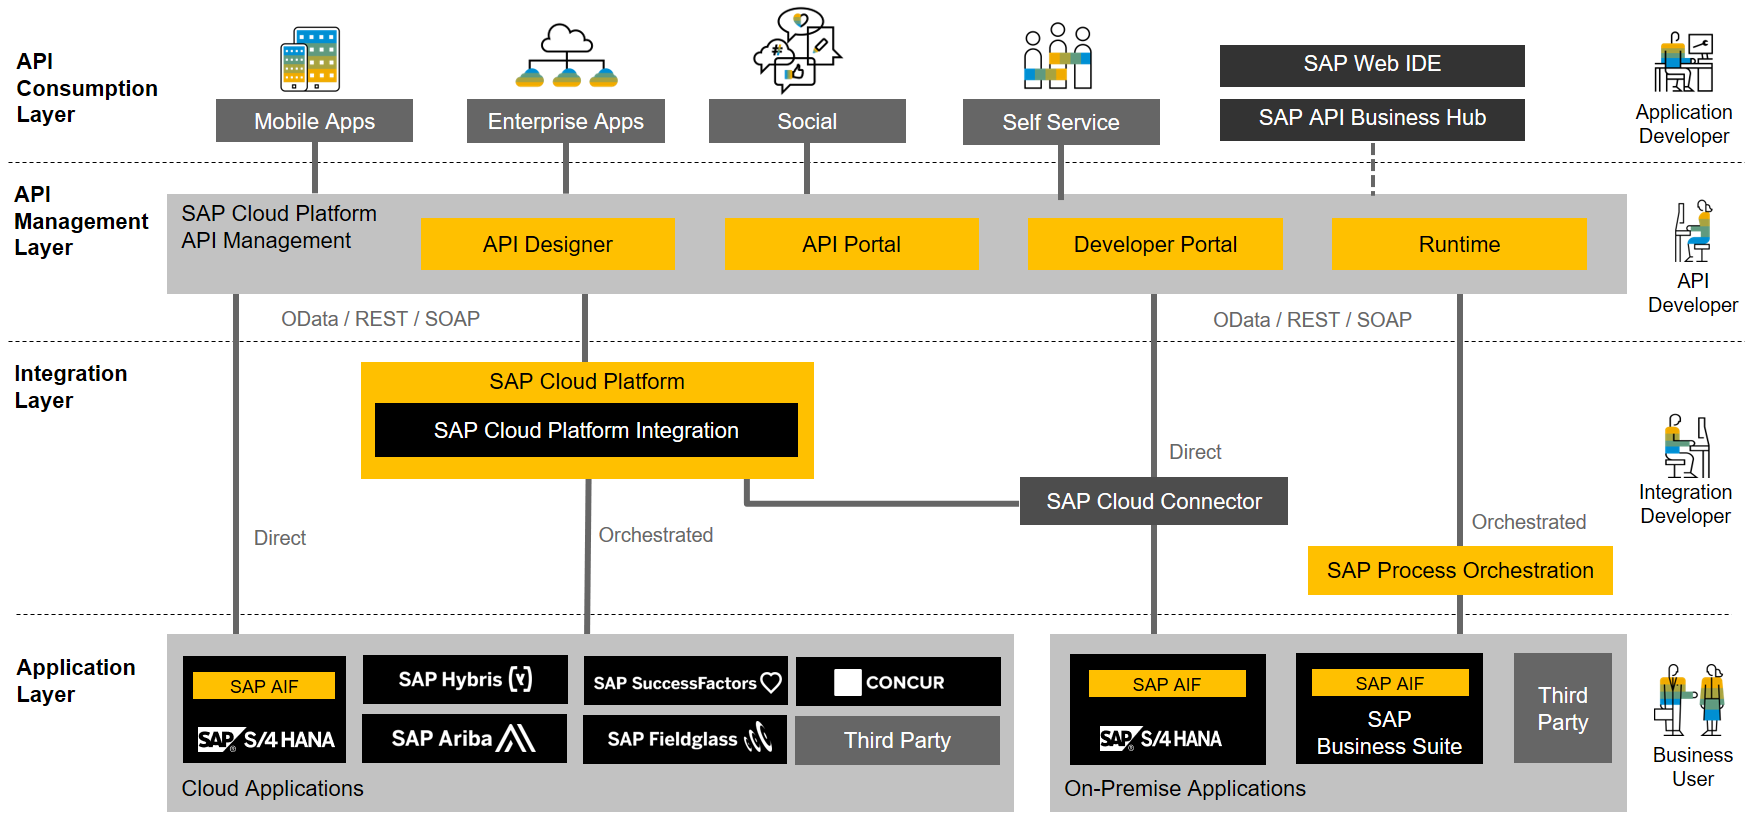 API
Consumption
Layer
Mobile Apps
Enterprise Apps
Social
Self Service
SAP Web IDE
SAP API Business Hub
Application
Developer
API
Management
Layer
SAP Cloud Platform
API Management
API Designer
API Portal
Developer Portal
Runtime
API
Developer
OData / REST / SOAP
OData / REST / SOAP
Integration
Layer
SAP Cloud Platform
SAP Cloud Platform Integration
Direct
SAP Cloud Connector
Integration
Developer
Direct
Orchestrated
Orchestrated
SAP Process Orchestration
Application
Layer
SAP AIF
SAP S/4HANA
SAP Hybris
SAP SuccessFactors
CONCUR
SAP Ariba
SAP Fieldglass
Third Party
Cloud Applications
SAP AIF
SAP S/4HANA
SAP AIF
SAP
Business Suite
Third
Party
On-Premise Applications
Business
User